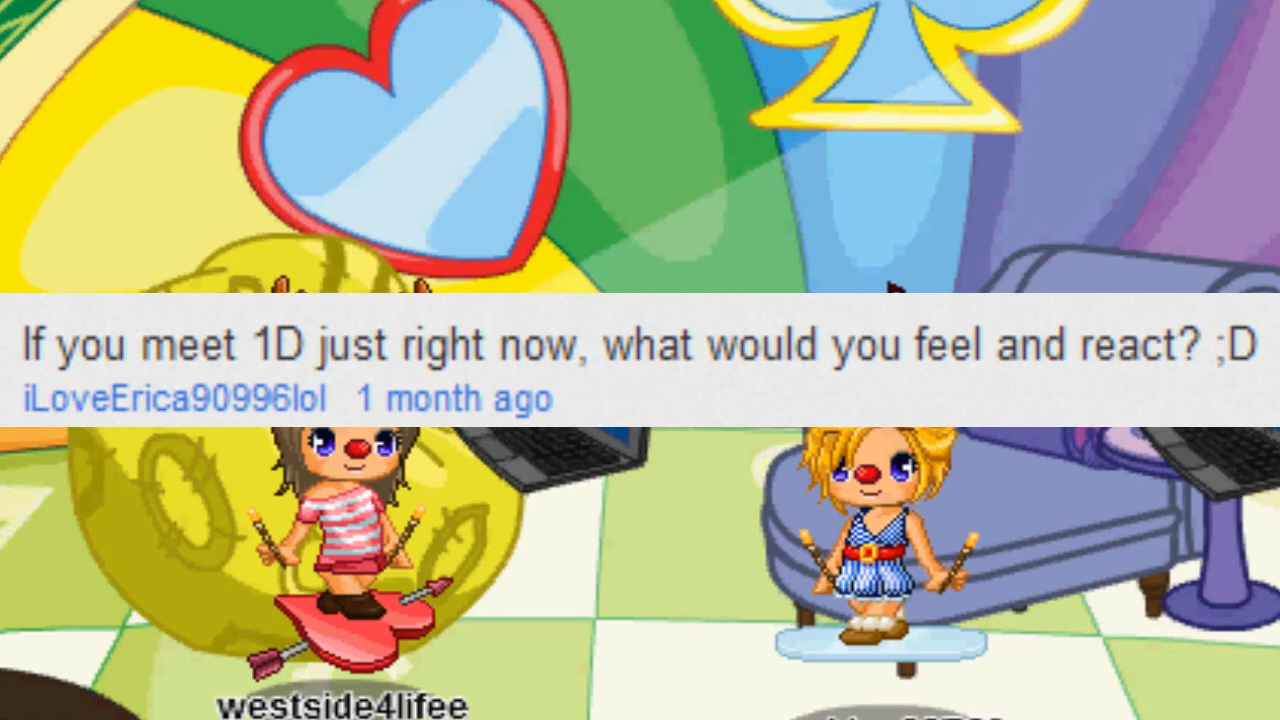 If you meet 1D just right now, what would you feel and react? ;D
iLoveErica90996lol 1 month ago
westside4lifee